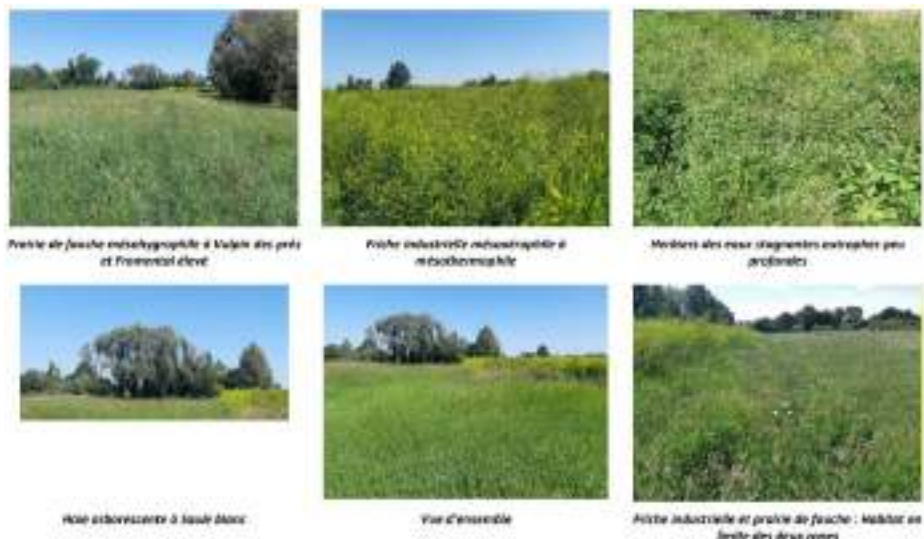 Prairie de fauche mésohygrophile à Vulpin des prés
et Fromental élevé
Friche industrielle mésoxérophile à
mésothermophile
Herbiers des eaux stagnantes eutrophes peu
profondes
Haie arborescente à Saule blanc
Vue d'ensemble
Friche industrielle et prairie de fauche : Habitat en
limite des deux zones